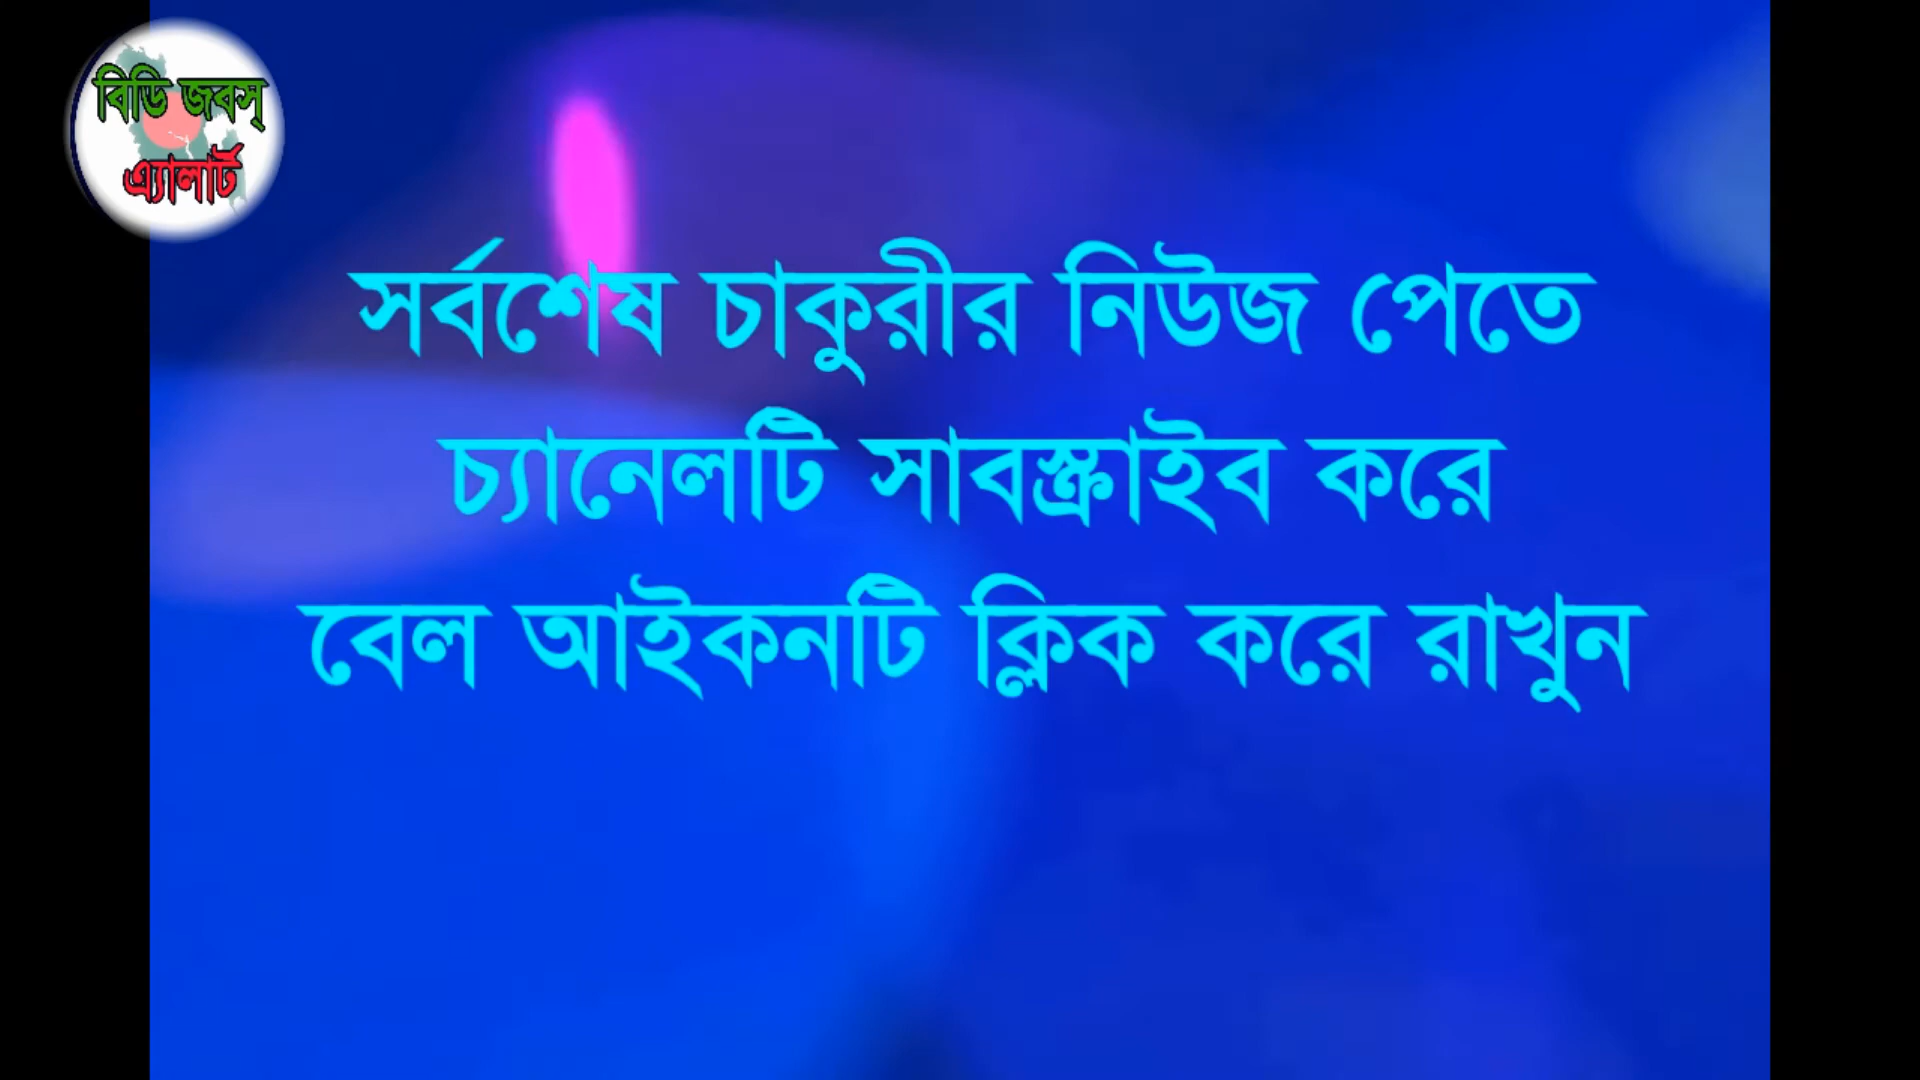 বিডি জবস্
এ্যালার্ট
সর্বশেষ চাকুরীর নিউজ পেতে
চ্যানেলটি সাবস্ক্রাইব করে
বেল আইকনটি ক্লিক করে রাখুন